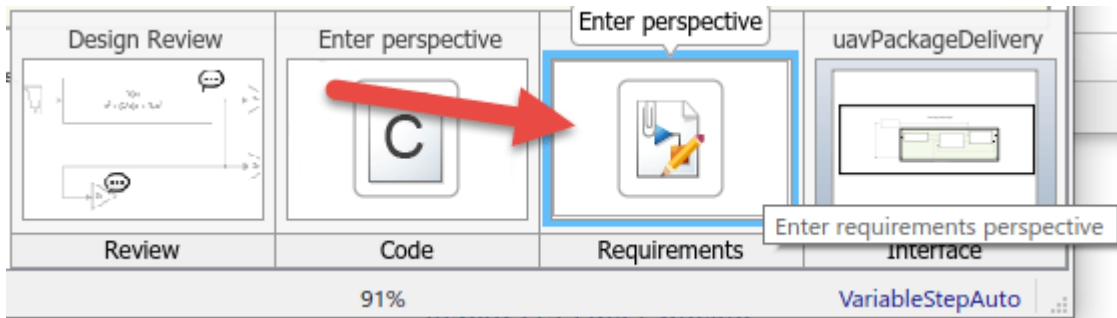 Enter perspective
Design Review
Enter perspective
uavPackageDelivery
C
Enter requirements perspective
Review
Code
Requirements
Interface
91%
VariableStepAuto